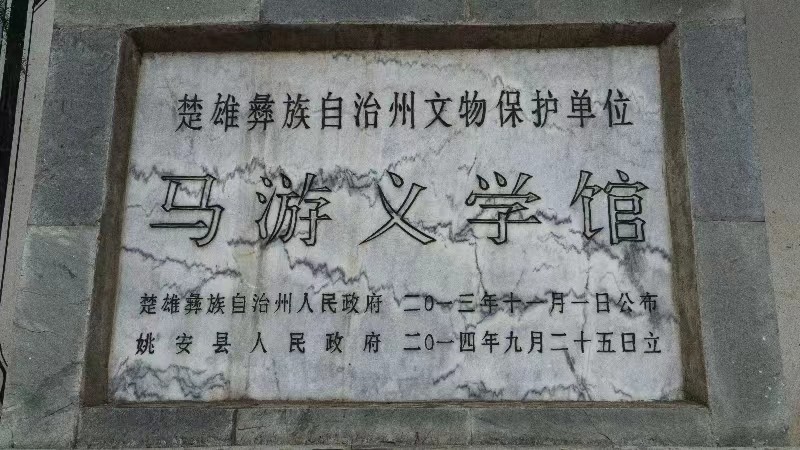 楚雄彝族自治州文物保护单位
马游义学馆
楚雄彝族自治州人民政府 二〇一三年十一月一日公布
姚安县人民政府 二〇一四年九月二十五日立